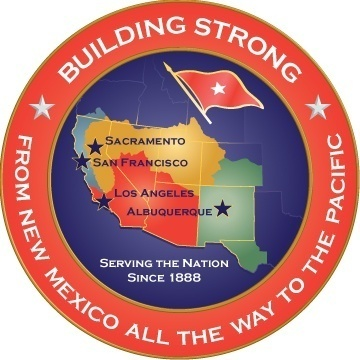 BUILDING STRONG
SACRAMENTO
SAN FRANCISCO
LOS ANGELES
ALBUQUERQUE
SERVING THE NATION
SINCE 1888
FROM NEW MEXICO ALL THE WAY TO THE PACIFIC